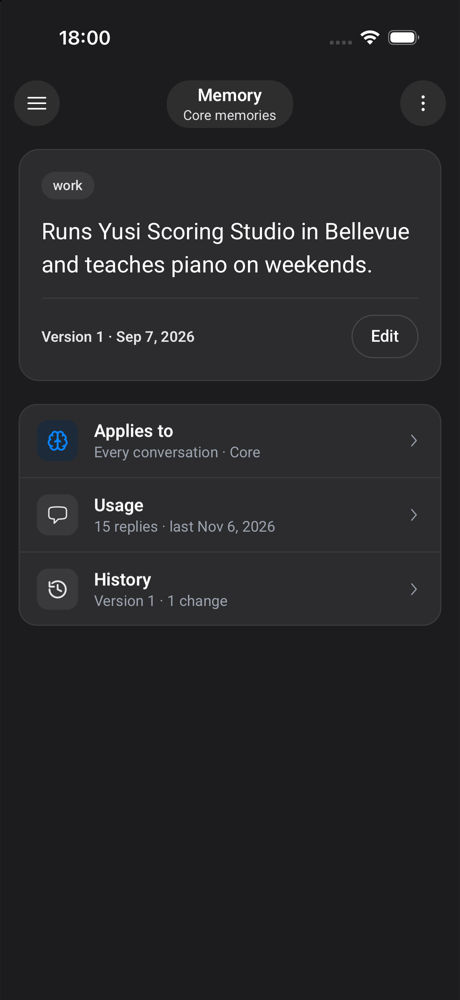 18:00
Memory
Core memories
work
Runs Yusi Scoring Studio in Bellevue
and teaches piano on weekends.
Version 1 · Sep 7, 2026
Edit
Applies to
Every conversation · Core
Usage
15 replies · last Nov 6, 2026
History
Version 1 · 1 change